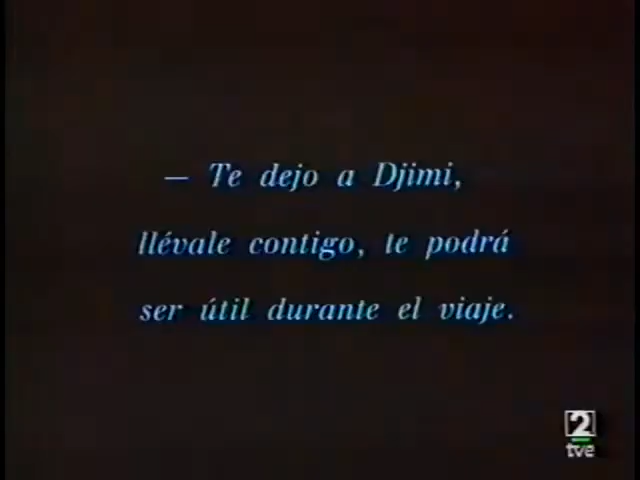 — Te dejo a Djimi,
llévale contigo, te podrá
ser útil durante el viaje.
2
tve